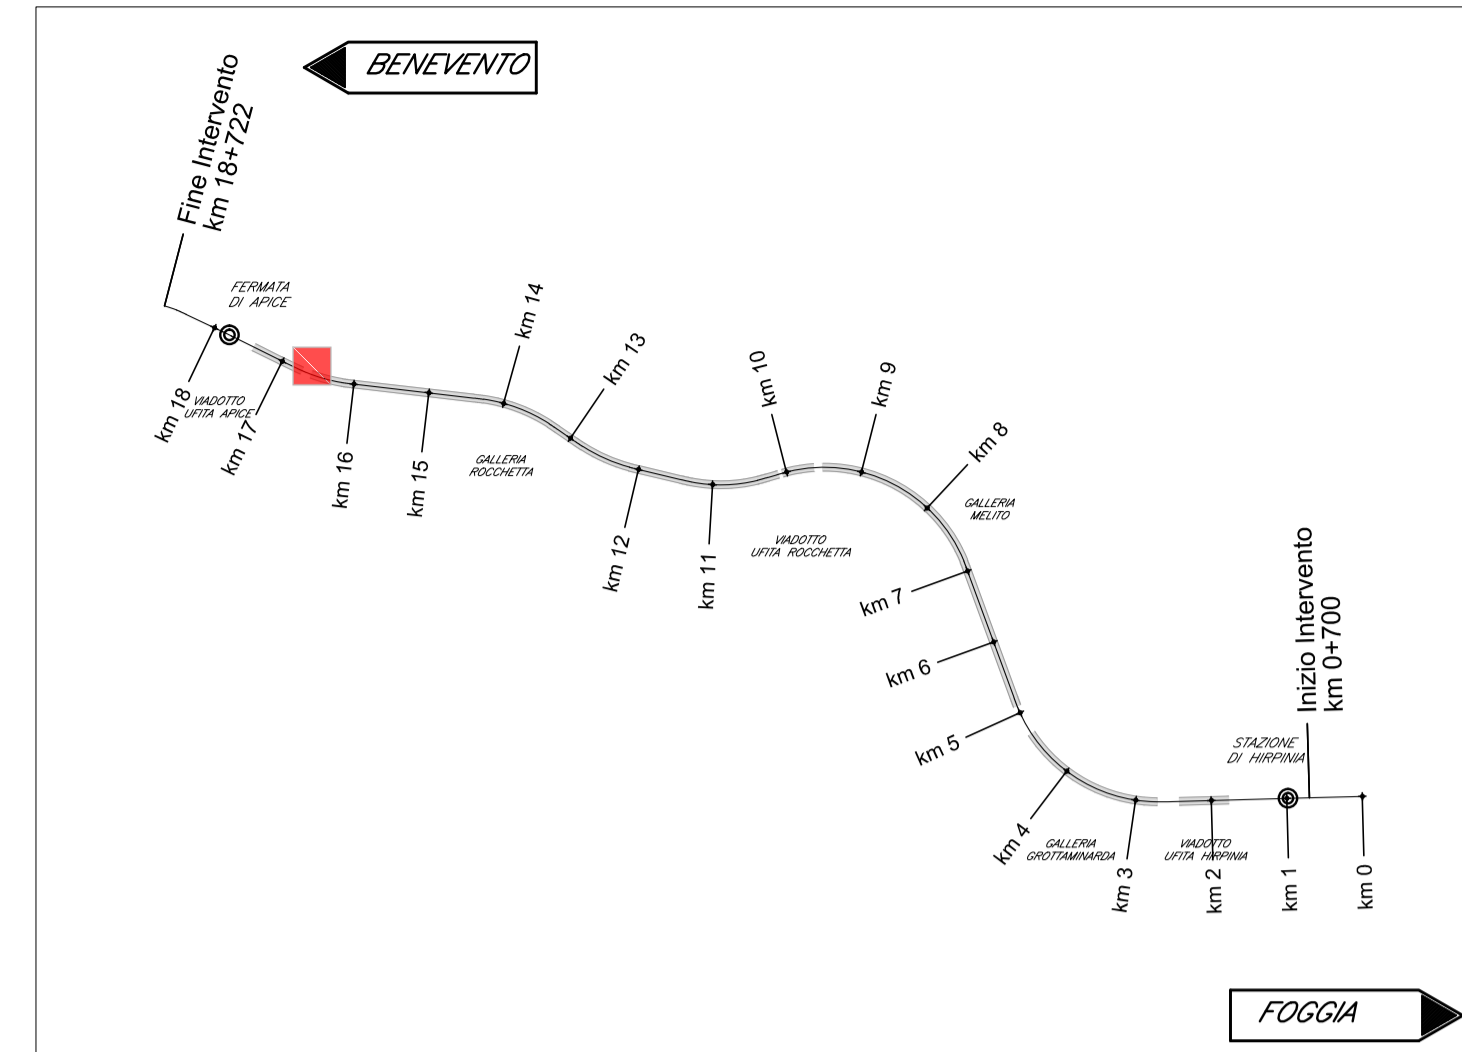 BENEVENTO
Fine Intervento
km 18+722
FERMATA
DI APICE
km 18
VIADOTTO
UFITA APICE
km 17
km 16
km 15
km 14
GALLERIA
ROCCHETTA
km 13
km 12
km 11
km 10
VIADOTTO
UFITA ROCCHETTA
km 9
km 8
GALLERIA
MELITO
km 7
km 6
km 5
km 4
GALLERIA
GROTTAMINARDA
km 3
VIADOTTO
UFITA HIRPINIA
km 2
STAZIONE
DI HIRPINIA
Inizio Intervento
km 0+700
km 1
km 0
FOGGIA